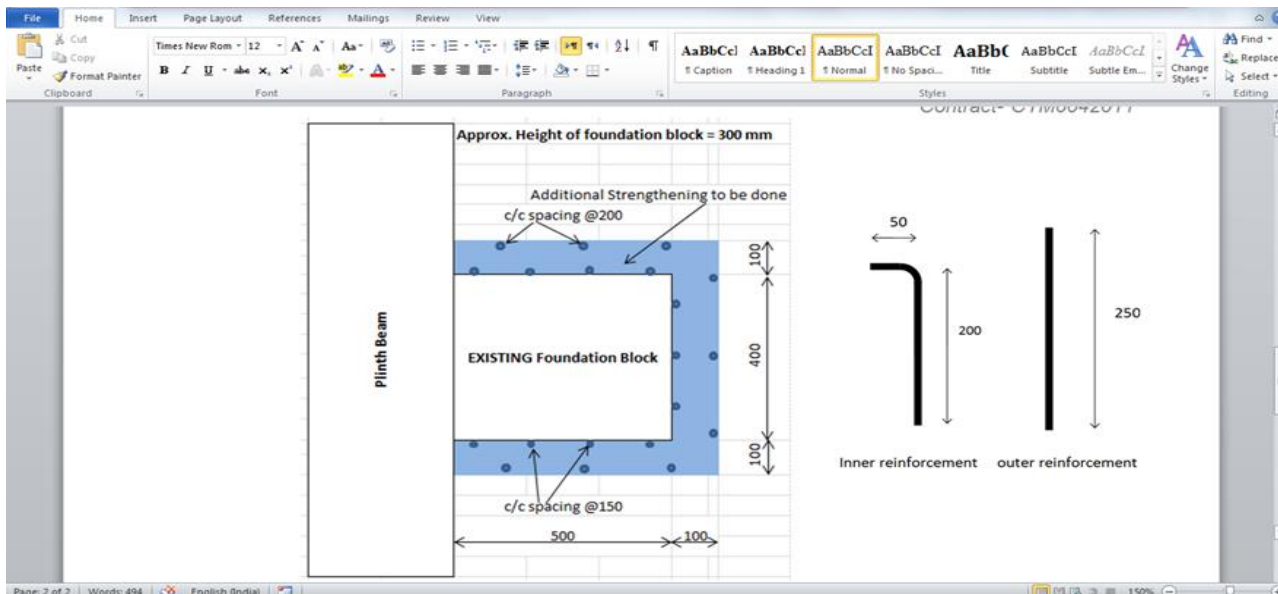 File Home Insert Page Layout References Mailings Review View
Cut
Copy
Format Painter
Paste
Clipboard
Times New Rom 12
Font
Paragraph
AaBbCcI AaBbCcI AaBbCcI AaBbCcI AaBbC AaBbCcI AaBbCcI
¶ Caption ¶ Heading 1 ¶ Normal ¶ No Spaci... Title Subtitle Subtle Em...
Change Styles
Styles
Find
Replace
Select
Editing
Approx. Height of foundation block = 300 mm
Additional Strengthening to be done
c/c spacing @200
100
400
100
Plinth Beam
EXISTING Foundation Block
c/c spacing @150
500
100
50
200
250
Inner reinforcement
outer reinforcement
Page: 2 of 2 Words: 494 English (India) 150%